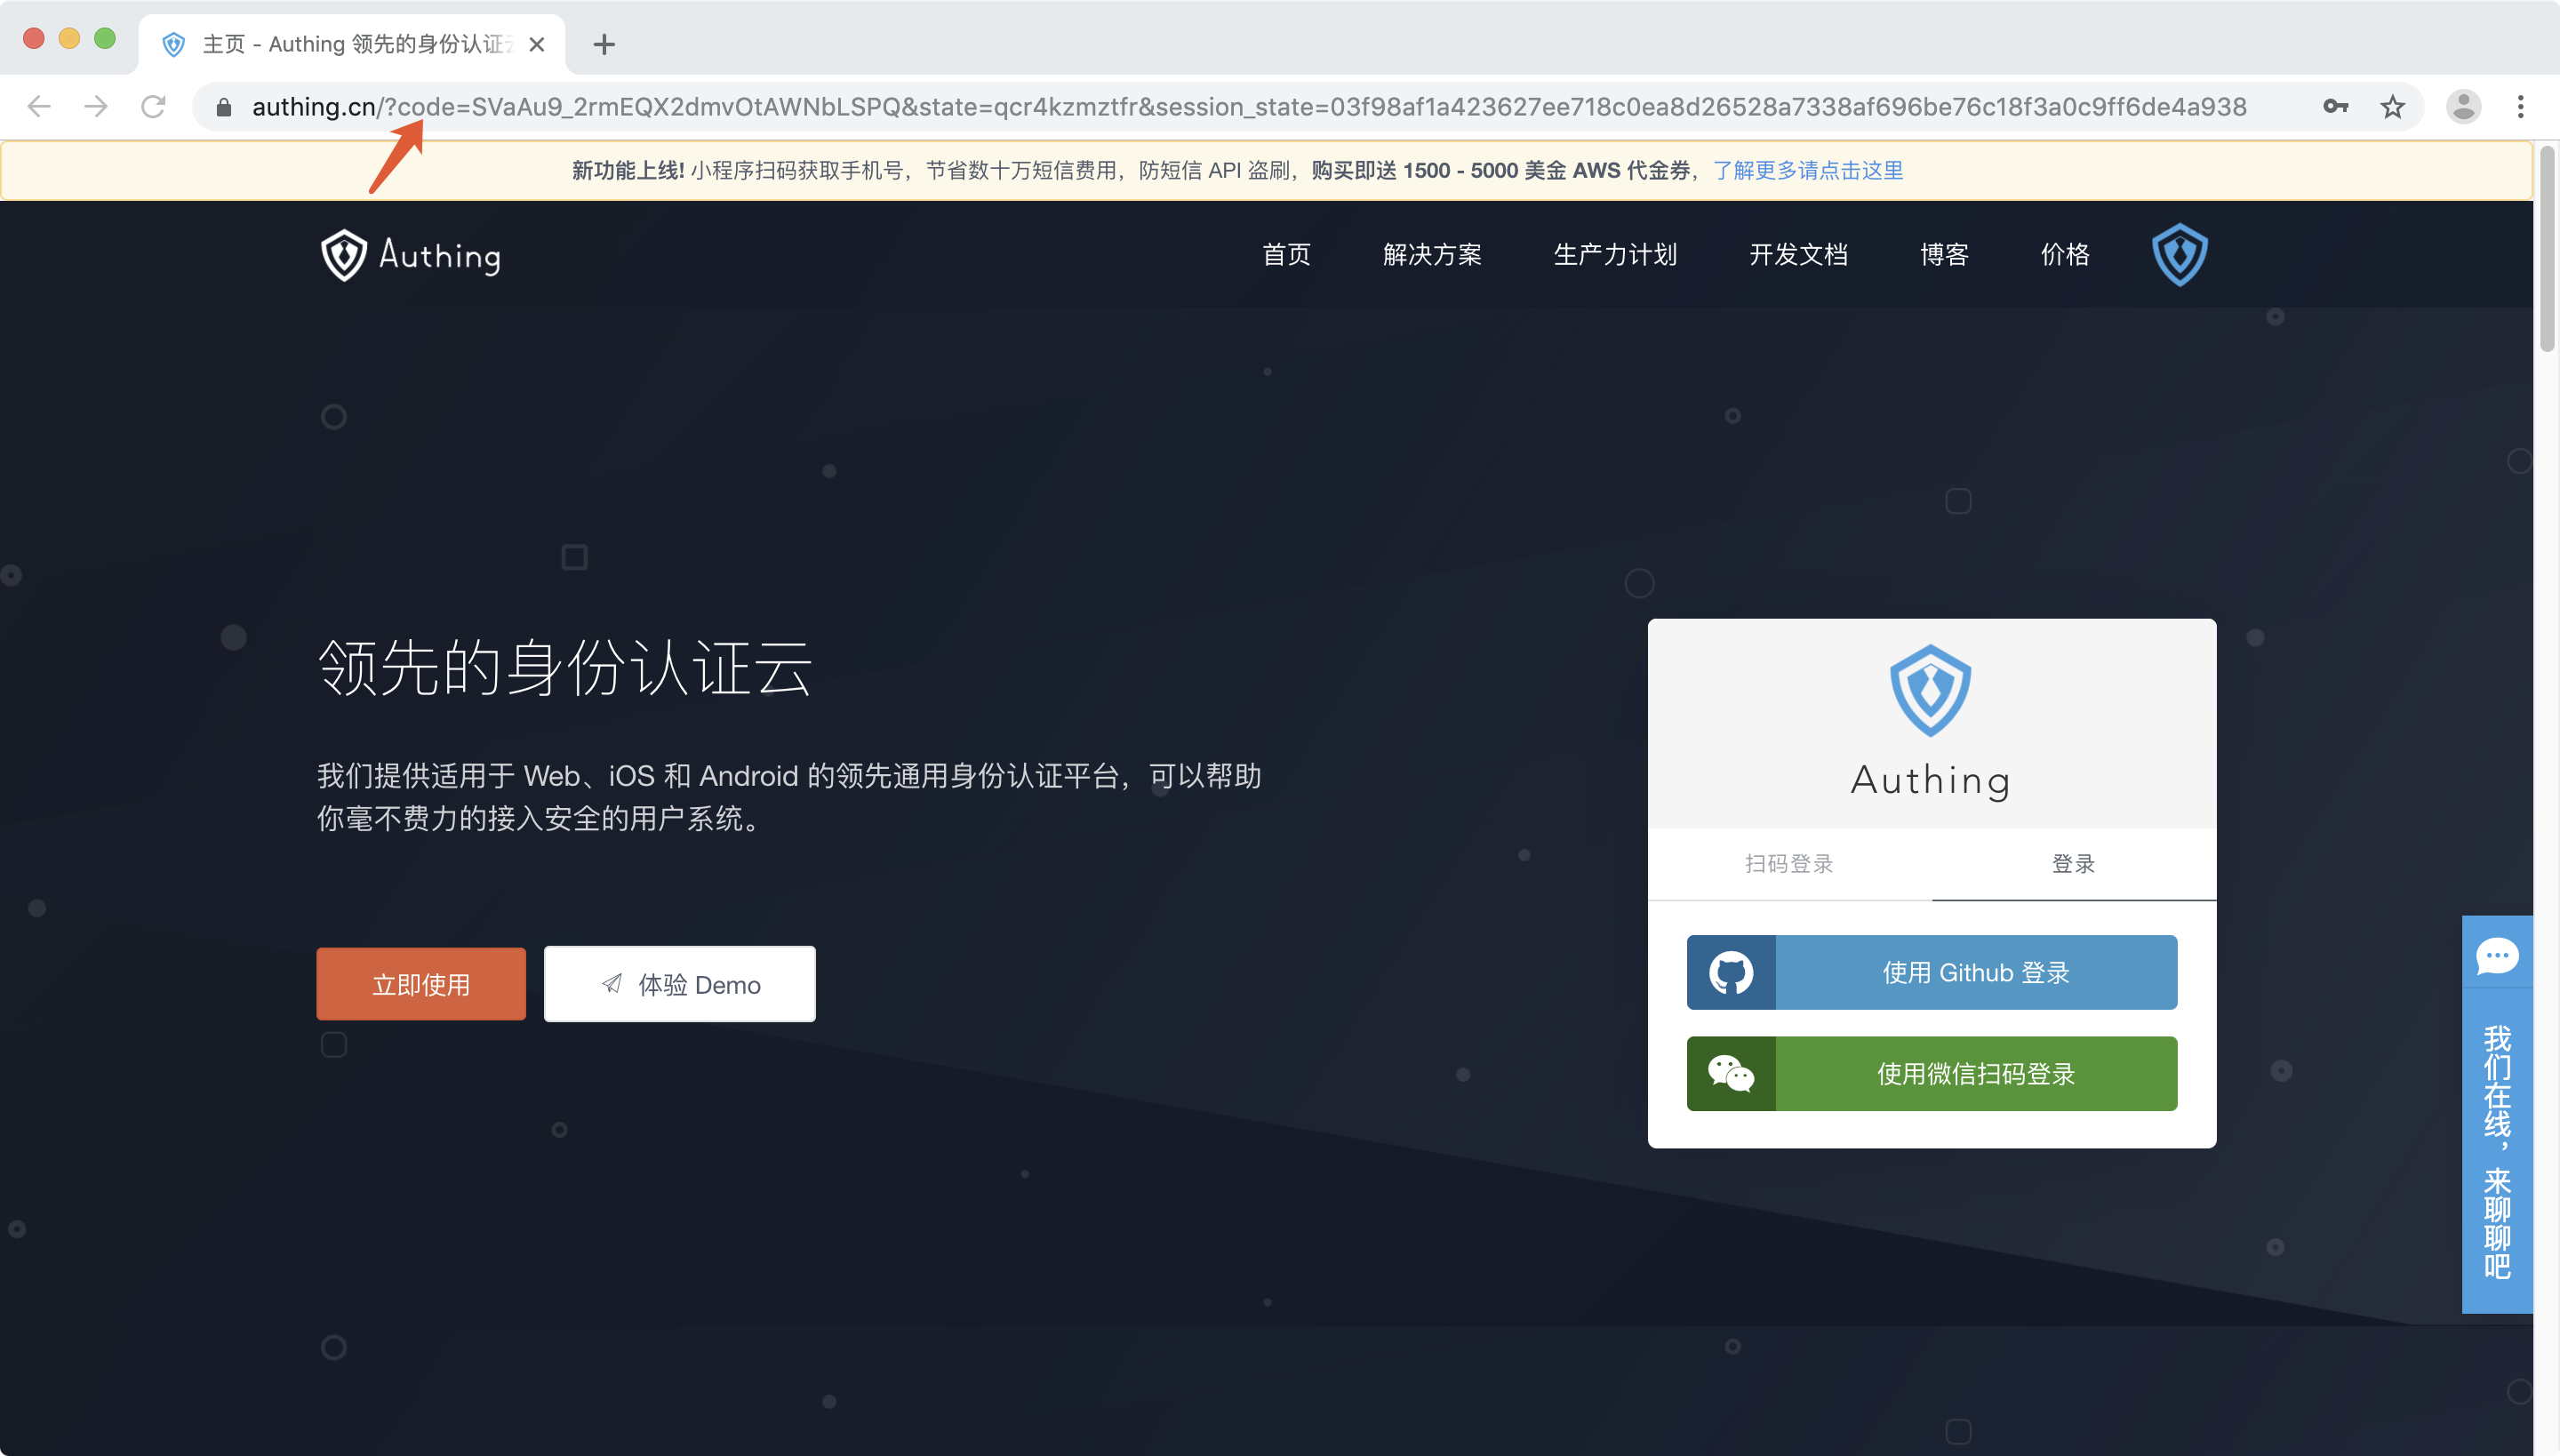 主页 - Authing 领先的身份认证
authing.cn/?code=SVaAu9_2rmEQX2dmvOtAWNbLSPQ&state=qcr4kzmztfr&session_state=03f98af1a423627ee718c0ea8d26528a7338af696be76c18f3a0c9ff6de4a938
新功能上线! 小程序扫码获取手机号，节省数十万短信费用，防短信 API 盗刷，购买即送 1500 - 5000 美金 AWS 代金券，了解更多请点击这里
Authing
首页 解决方案 生产力计划 开发文档 博客 价格
领先的身份认证云
我们提供适用于 Web、iOS 和 Android 的领先通用身份认证平台，可以帮助
你毫不费力的接入安全的用户系统。
立即使用 体验 Demo
Authing
扫码登录 登录
使用 Github 登录
使用微信扫码登录
我们在线，来聊聊吧